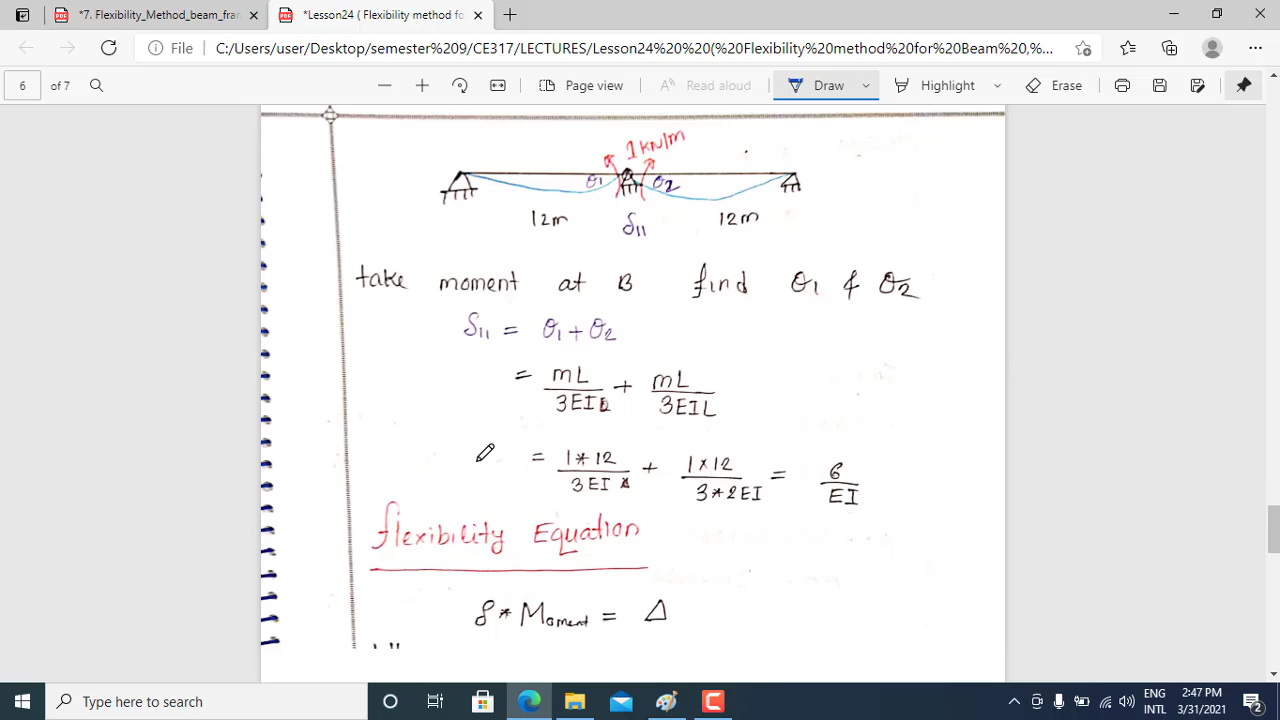 *7. Flexibility_Method_beam_fra
*Lesson24 ( Flexibility method fo
File
C:/Users/user/Desktop/semester%209/CE317/LECTURES/Lesson24%20%20(%20Flexibility%20method%20for%20Beam%20,%...
6 of 7
Page view
Read aloud
Draw
Highlight
Erase
1 kN/m
θ1 θ2
12m δ11 12m
take moment at B find θ1 & θ2
δ11 = θ1 + θ2
= mL/3EI + mL/3EIL
= 1*12/3EI + 1×12/3*2EI = 6/EI
flexibility Equation
δ * Moment = Δ
Type here to search
ENG
INTL
2:47 PM
3/31/2021
2